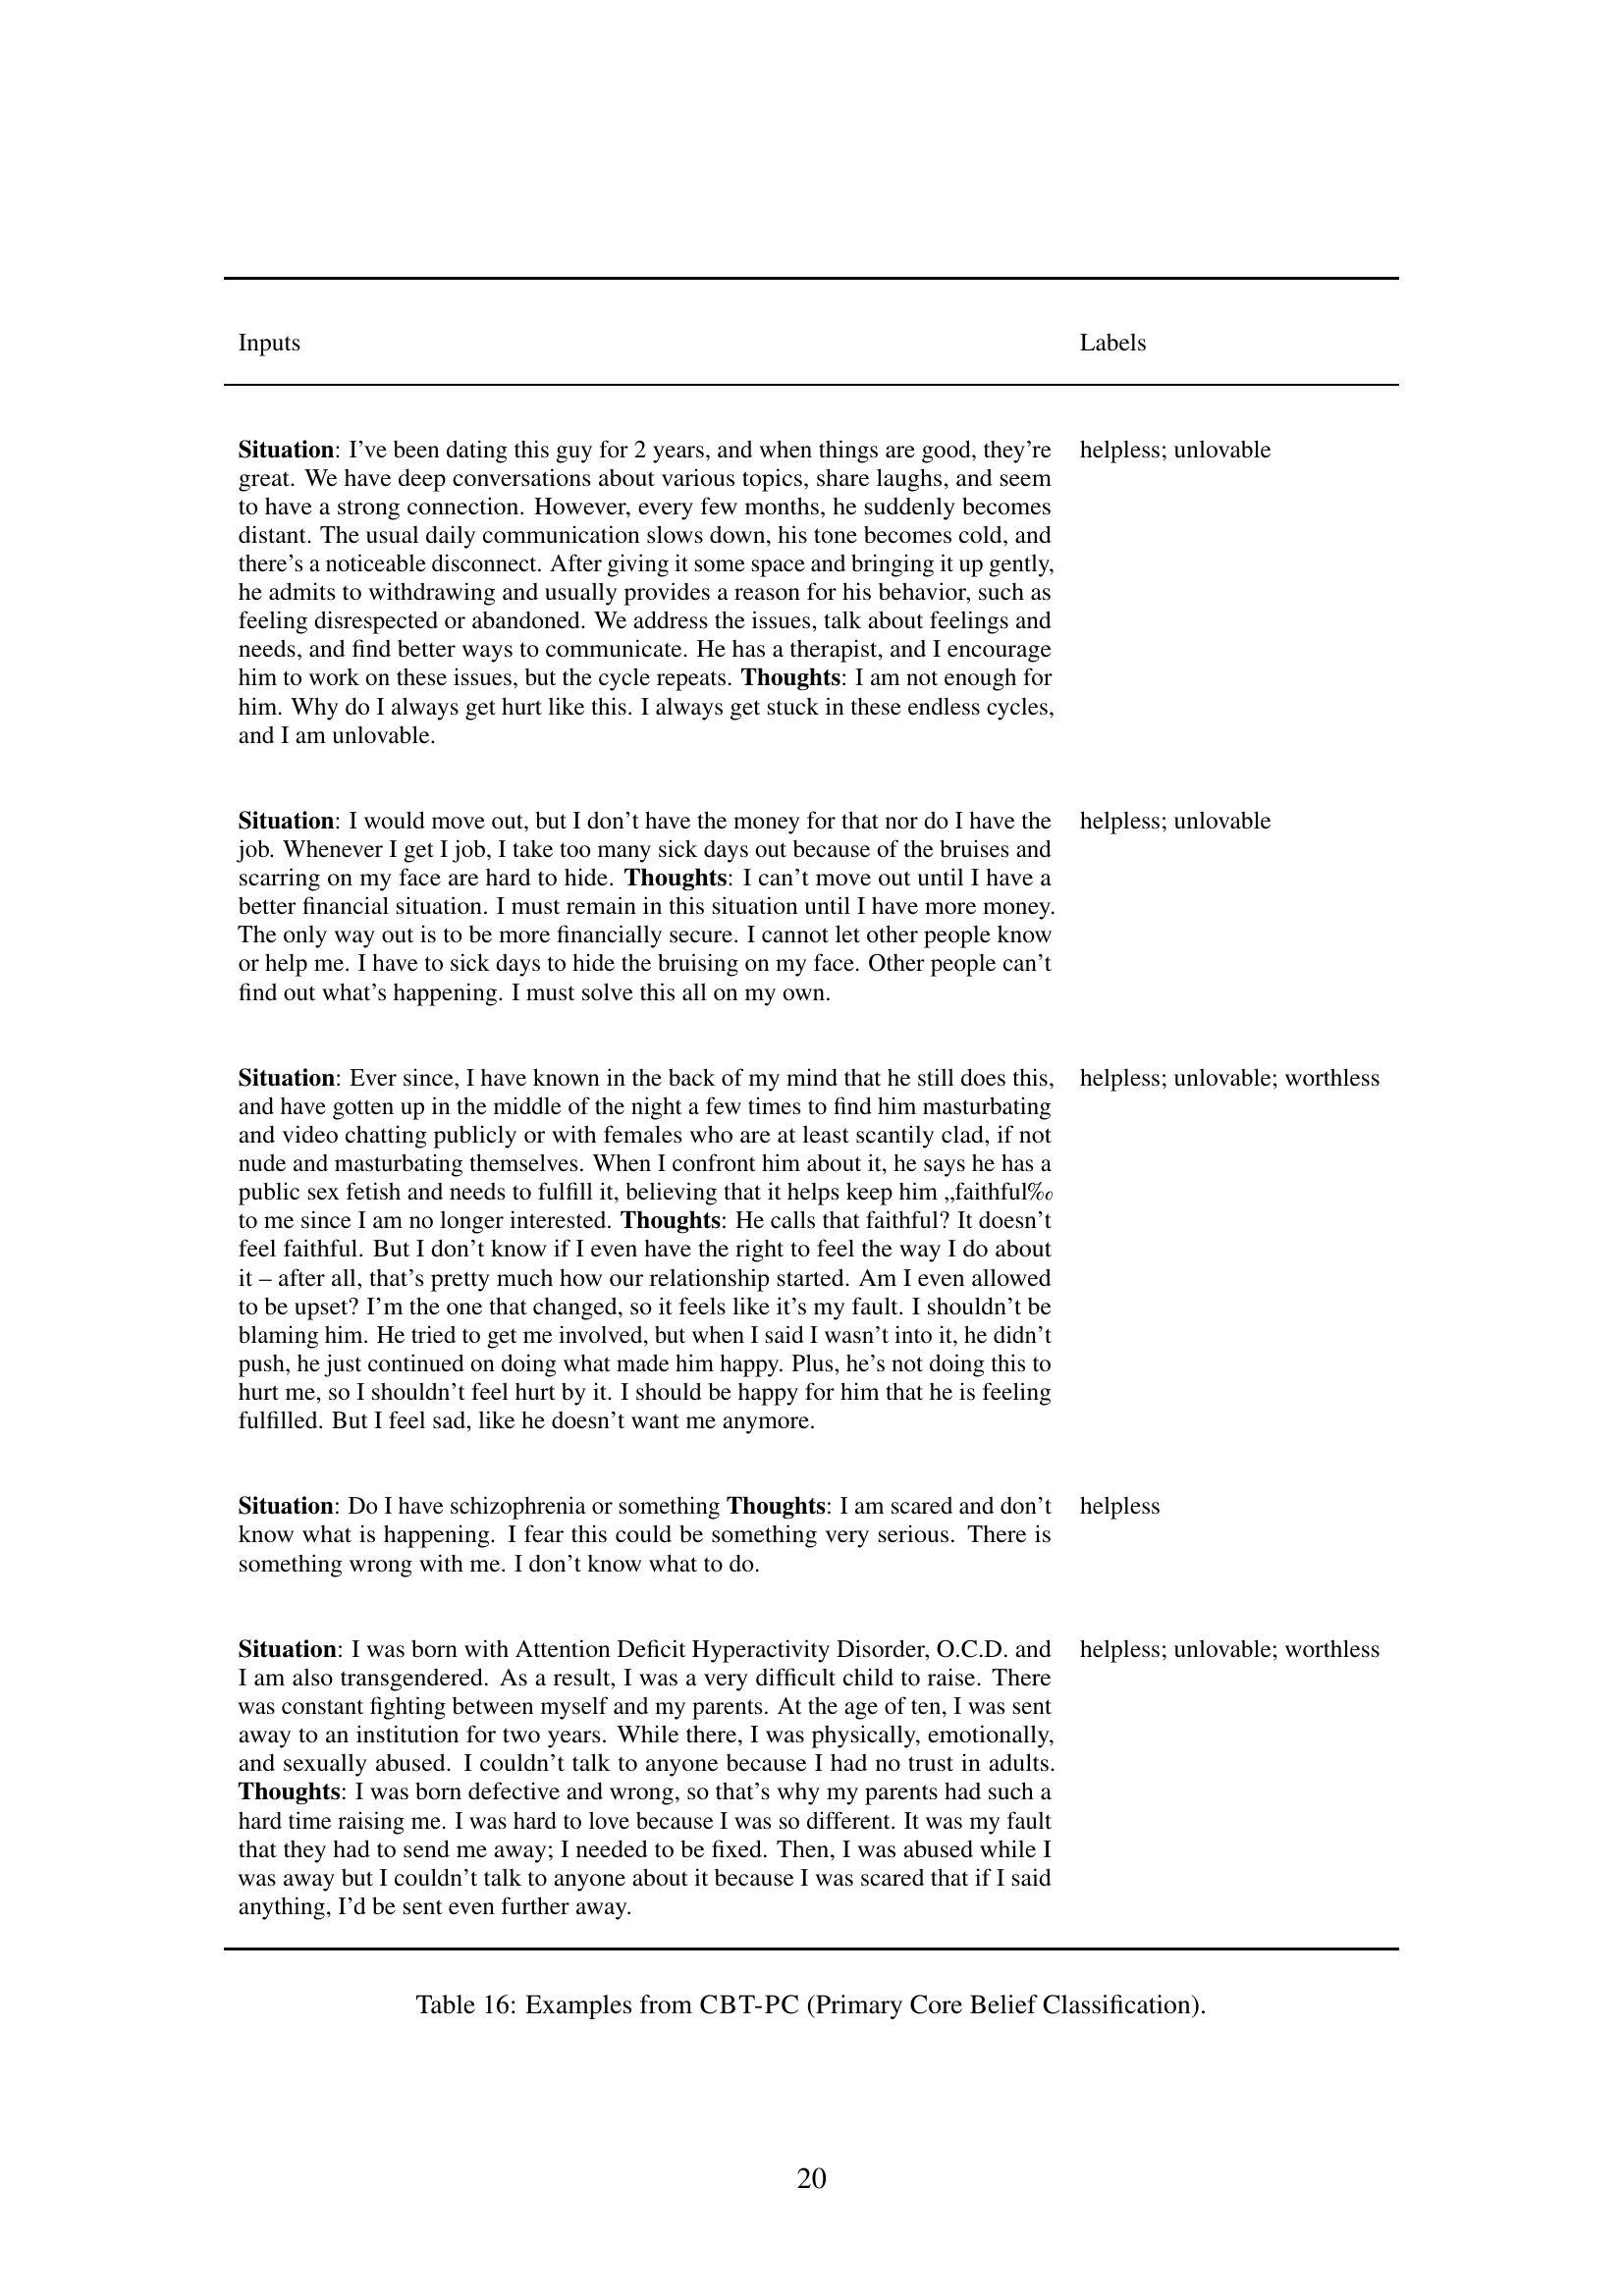 Inputs
Labels
Situation: I've been dating this guy for 2 years, and when things are good, they're
great. We have deep conversations about various topics, share laughs, and seem
to have a strong connection. However, every few months, he suddenly becomes
distant. The usual daily communication slows down, his tone becomes cold, and
there's a noticeable disconnect. After giving it some space and bringing it up gently,
he admits to withdrawing and usually provides a reason for his behavior, such as
feeling disrespected or abandoned. We address the issues, talk about feelings and
needs, and find better ways to communicate. He has a therapist, and I encourage
him to work on these issues, but the cycle repeats. Thoughts: I am not enough for
him. Why do I always get hurt like this. I always get stuck in these endless cycles,
and I am unlovable.
helpless; unlovable
Situation: I would move out, but I don't have the money for that nor do I have the
job. Whenever I get I job, I take too many sick days out because of the bruises and
scarring on my face are hard to hide. Thoughts: I can't move out until I have a
better financial situation. I must remain in this situation until I have more money.
The only way out is to be more financially secure. I cannot let other people know
or help me. I have to sick days to hide the bruising on my face. Other people can't
find out what's happening. I must solve this all on my own.
helpless; unlovable
Situation: Ever since, I have known in the back of my mind that he still does this,
and have gotten up in the middle of the night a few times to find him masturbating
and video chatting publicly or with females who are at least scantily clad, if not
nude and masturbating themselves. When I confront him about it, he says he has a
public sex fetish and needs to fulfill it, believing that it helps keep him „faithful‰
to me since I am no longer interested. Thoughts: He calls that faithful? It doesn't
feel faithful. But I don't know if I even have the right to feel the way I do about
it – after all, that's pretty much how our relationship started. Am I even allowed
to be upset? I'm the one that changed, so it feels like it's my fault. I shouldn't be
blaming him. He tried to get me involved, but when I said I wasn't into it, he didn't
push, he just continued on doing what made him happy. Plus, he's not doing this to
hurt me, so I shouldn't feel hurt by it. I should be happy for him that he is feeling
fulfilled. But I feel sad, like he doesn't want me anymore.
helpless; unlovable; worthless
Situation: Do I have schizophrenia or something Thoughts: I am scared and don't
know what is happening. I fear this could be something very serious. There is
something wrong with me. I don't know what to do.
helpless
Situation: I was born with Attention Deficit Hyperactivity Disorder, O.C.D. and
I am also transgendered. As a result, I was a very difficult child to raise. There
was constant fighting between myself and my parents. At the age of ten, I was sent
away to an institution for two years. While there, I was physically, emotionally,
and sexually abused. I couldn't talk to anyone because I had no trust in adults.
Thoughts: I was born defective and wrong, so that's why my parents had such a
hard time raising me. I was hard to love because I was so different. It was my fault
that they had to send me away; I needed to be fixed. Then, I was abused while I
was away but I couldn't talk to anyone about it because I was scared that if I said
anything, I'd be sent even further away.
helpless; unlovable; worthless
Table 16: Examples from CBT-PC (Primary Core Belief Classification).
20